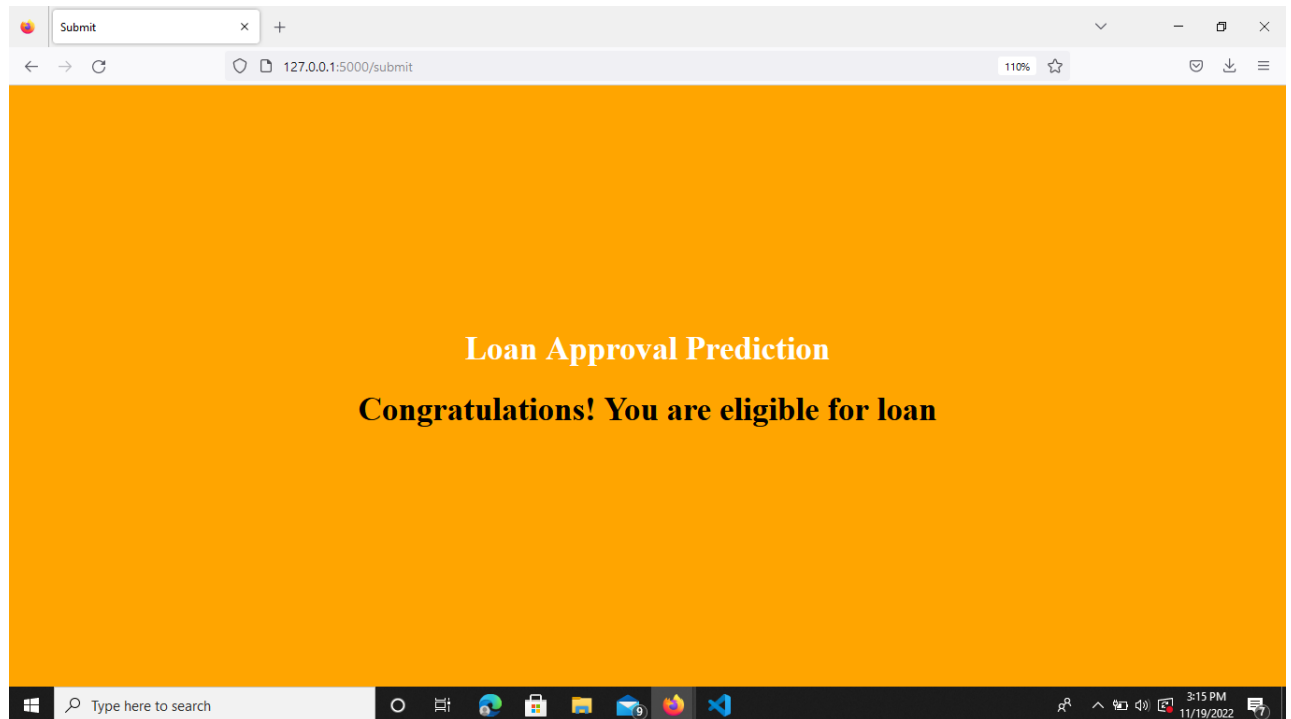 Submit
127.0.0.1:5000/submit
110%
Loan Approval Prediction
Congratulations! You are eligible for loan
Type here to search
9
3:15 PM
11/19/2022
7